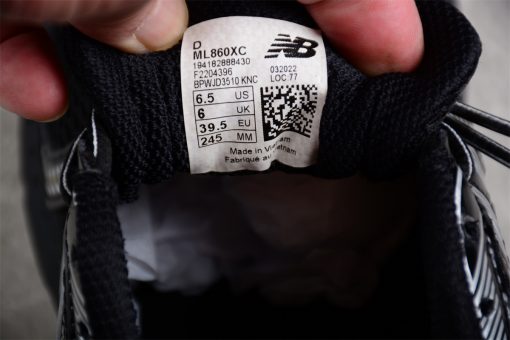 D
ML860XC
194182888430
F2204396
BPWJD3510 KNC
NB
032022
LOC 77
6.5 US
6 UK
39.5 EU
245 MM
Made in Vietnam
Fabriqué au Vietnam